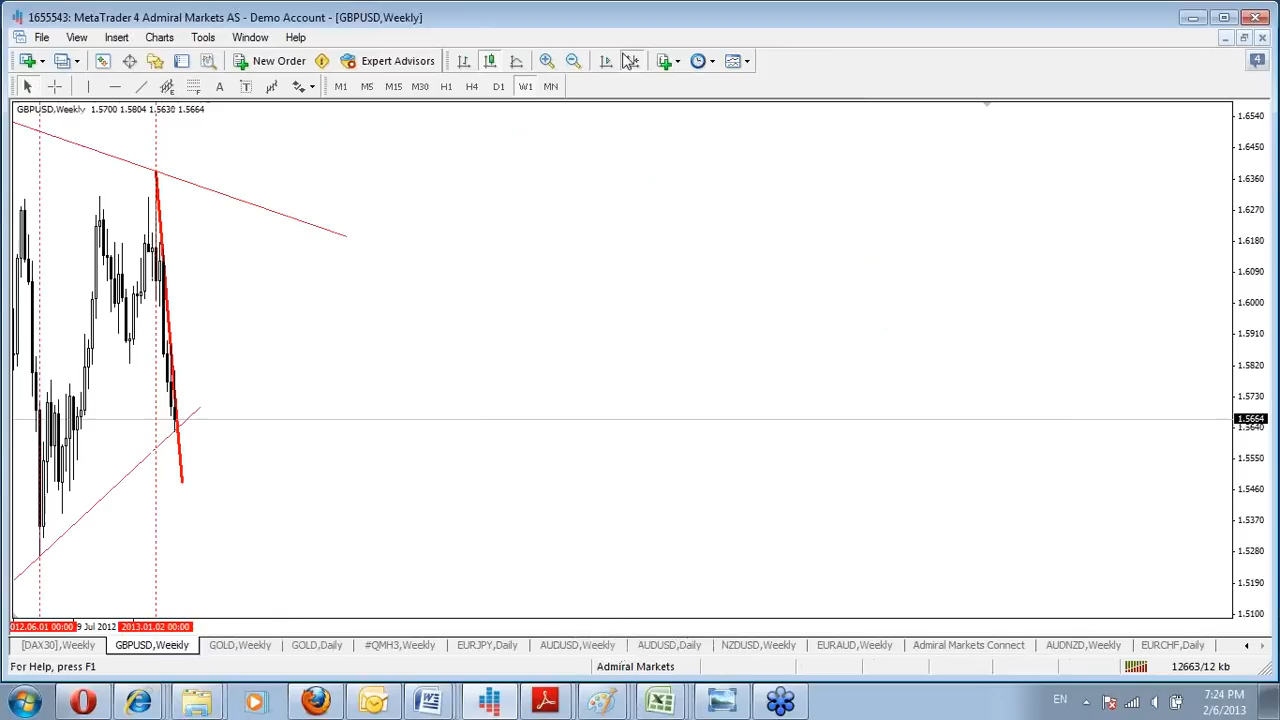 1655543: MetaTrader 4 Admiral Markets AS - Demo Account - [GBPUSD,Weekly]
File View Insert Charts Tools Window Help
New Order Expert Advisors 4
A T M1 M5 M15 M30 H1 H4 D1 W1 MN
GBPUSD,Weekly 1.5700 1.5804 1.5630 1.5664
1.6540
1.6450
1.6360
1.6270
1.6180
1.6090
1.6000
1.5910
1.5820
1.5730
1.5664
1.5640
1.5550
1.5460
1.5370
1.5280
1.5190
1.5100
012.06.01 00:00 9 Jul 2012 2013.01.02 00:00
[DAX30],Weekly GBPUSD,Weekly GOLD,Weekly GOLD,Daily #QMH3,Weekly EURJPY,Daily AUDUSD,Weekly AUDUSD,Daily NZDUSD,Weekly EURAUD,Weekly Admiral Markets Connect AUDNZD,Weekly EURCHF,Daily
For Help, press F1 Admiral Markets 12663/12 kb
EN 7:24 PM
2/6/2013